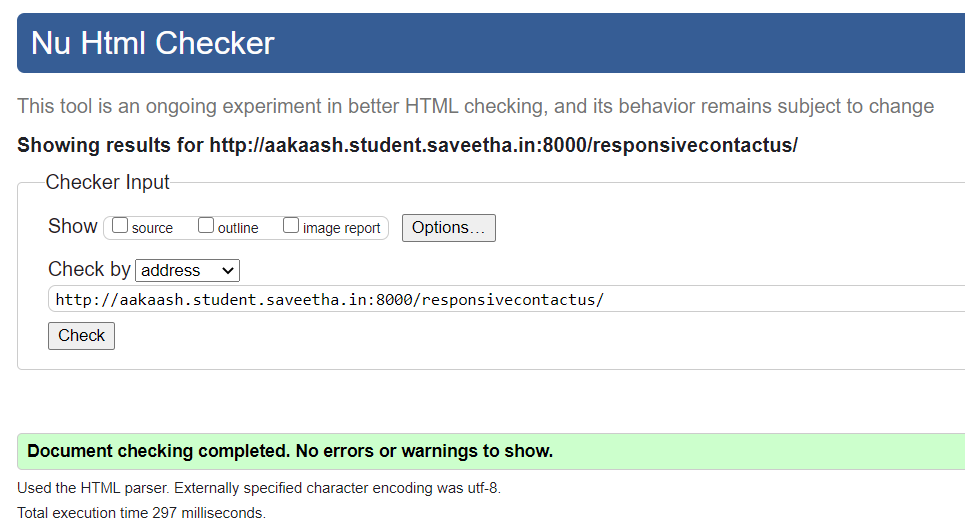 Nu Html Checker
This tool is an ongoing experiment in better HTML checking, and its behavior remains subject to change
Showing results for http://aakaash.student.saveetha.in:8000/responsivecontactus/
Checker Input
Show source outline image report Options...
Check by address
http://aakaash.student.saveetha.in:8000/responsivecontactus/
Check
Document checking completed. No errors or warnings to show.
Used the HTML parser. Externally specified character encoding was utf-8.
Total execution time 297 milliseconds.